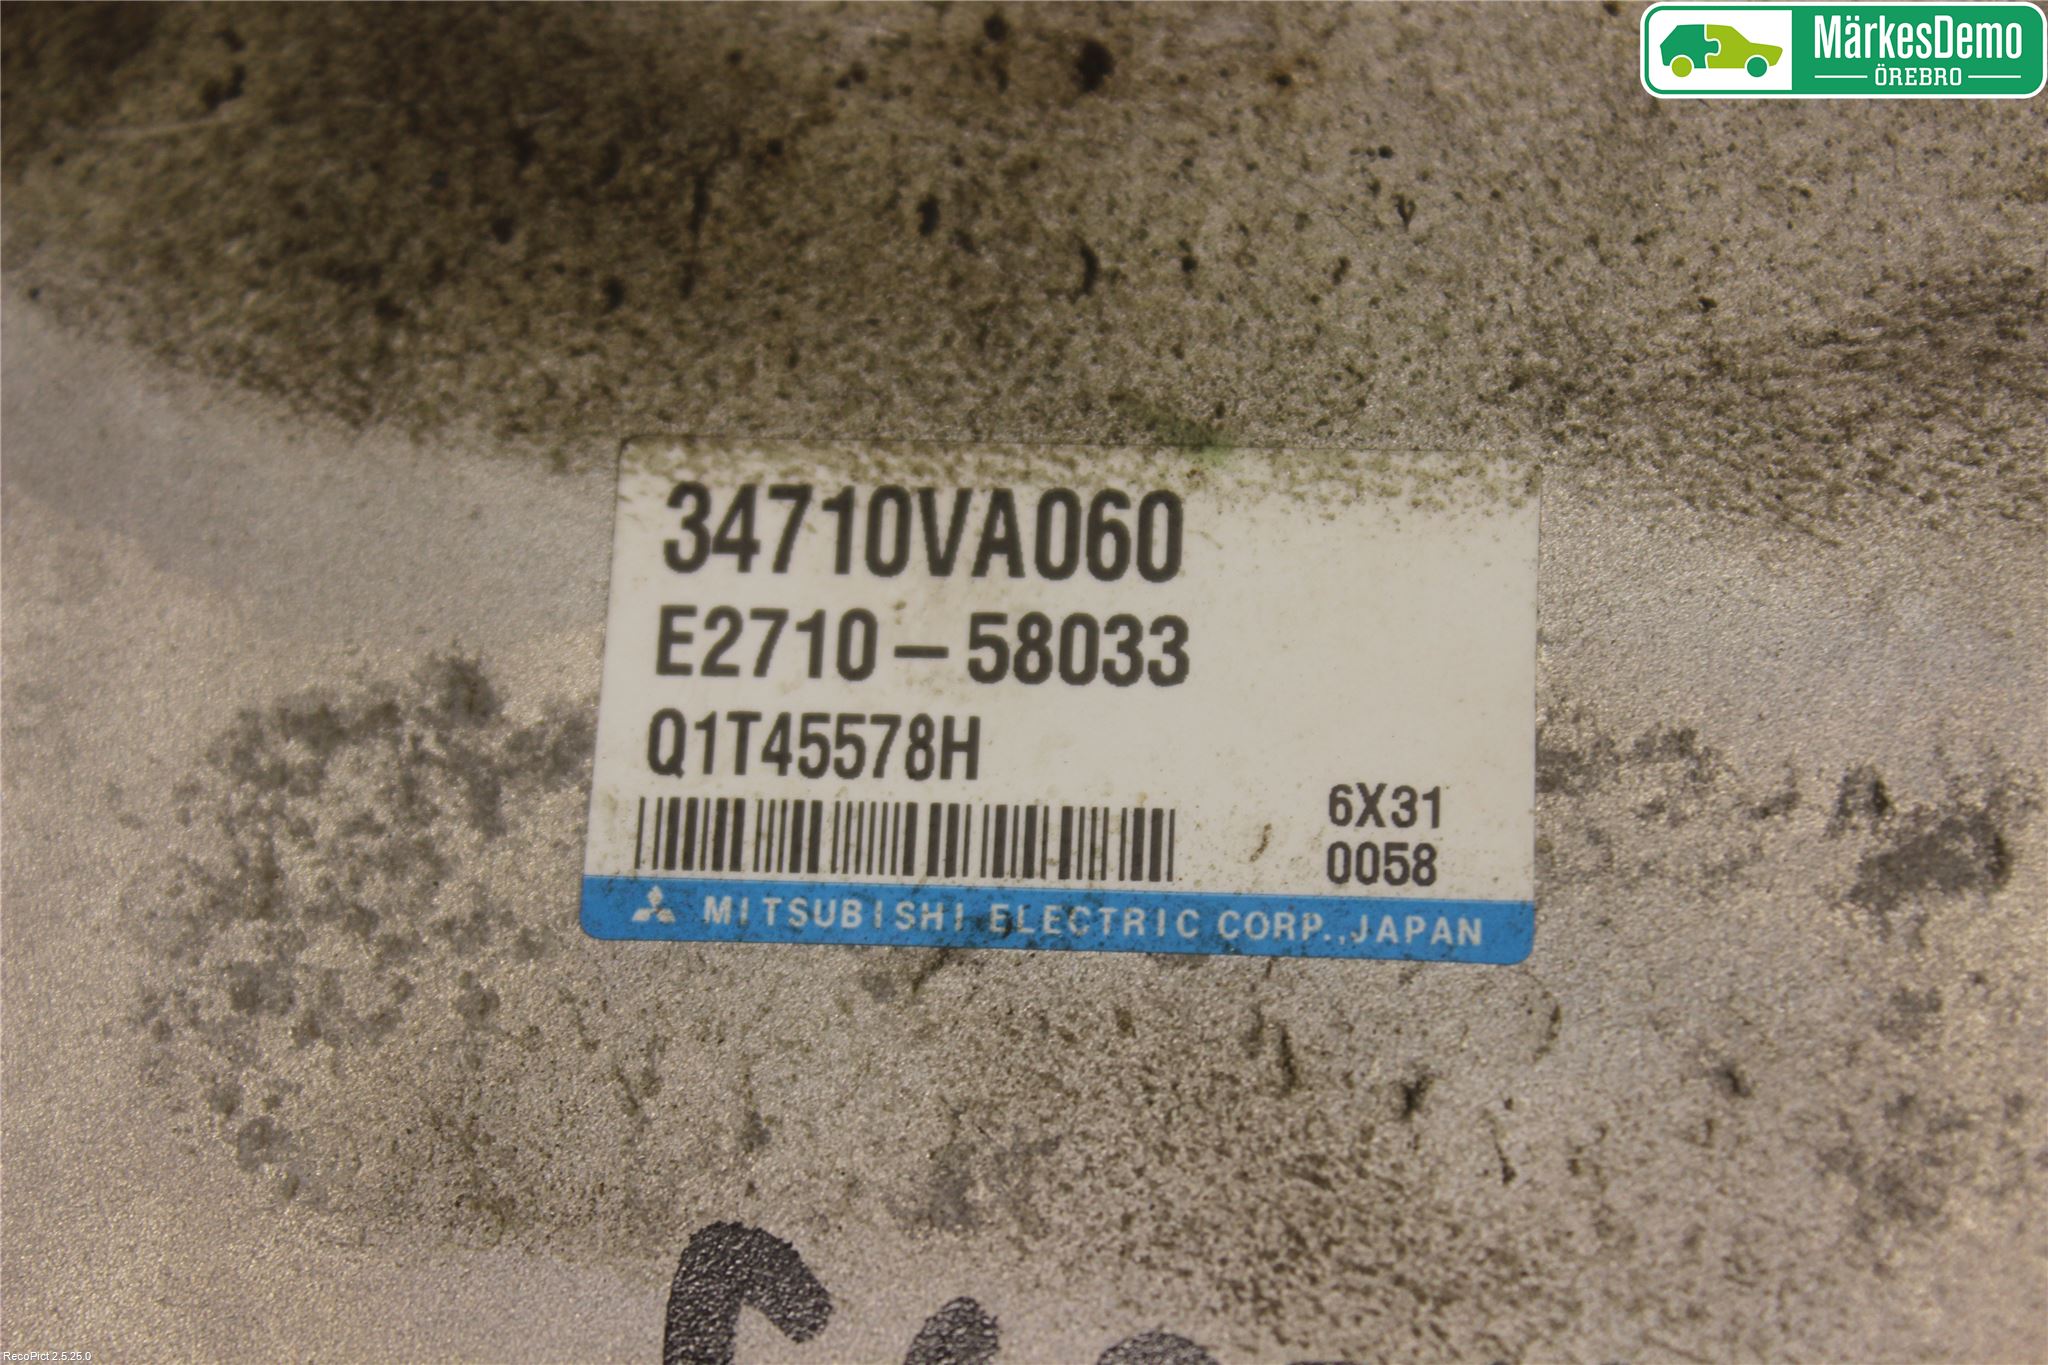 MärkesDemo
ÖREBRO
34710VA060
E2710-58033
Q1T45578H
6X31
0058
MITSUBISHI ELECTRIC CORP.,JAPAN
RecoPict 2.5.25.0